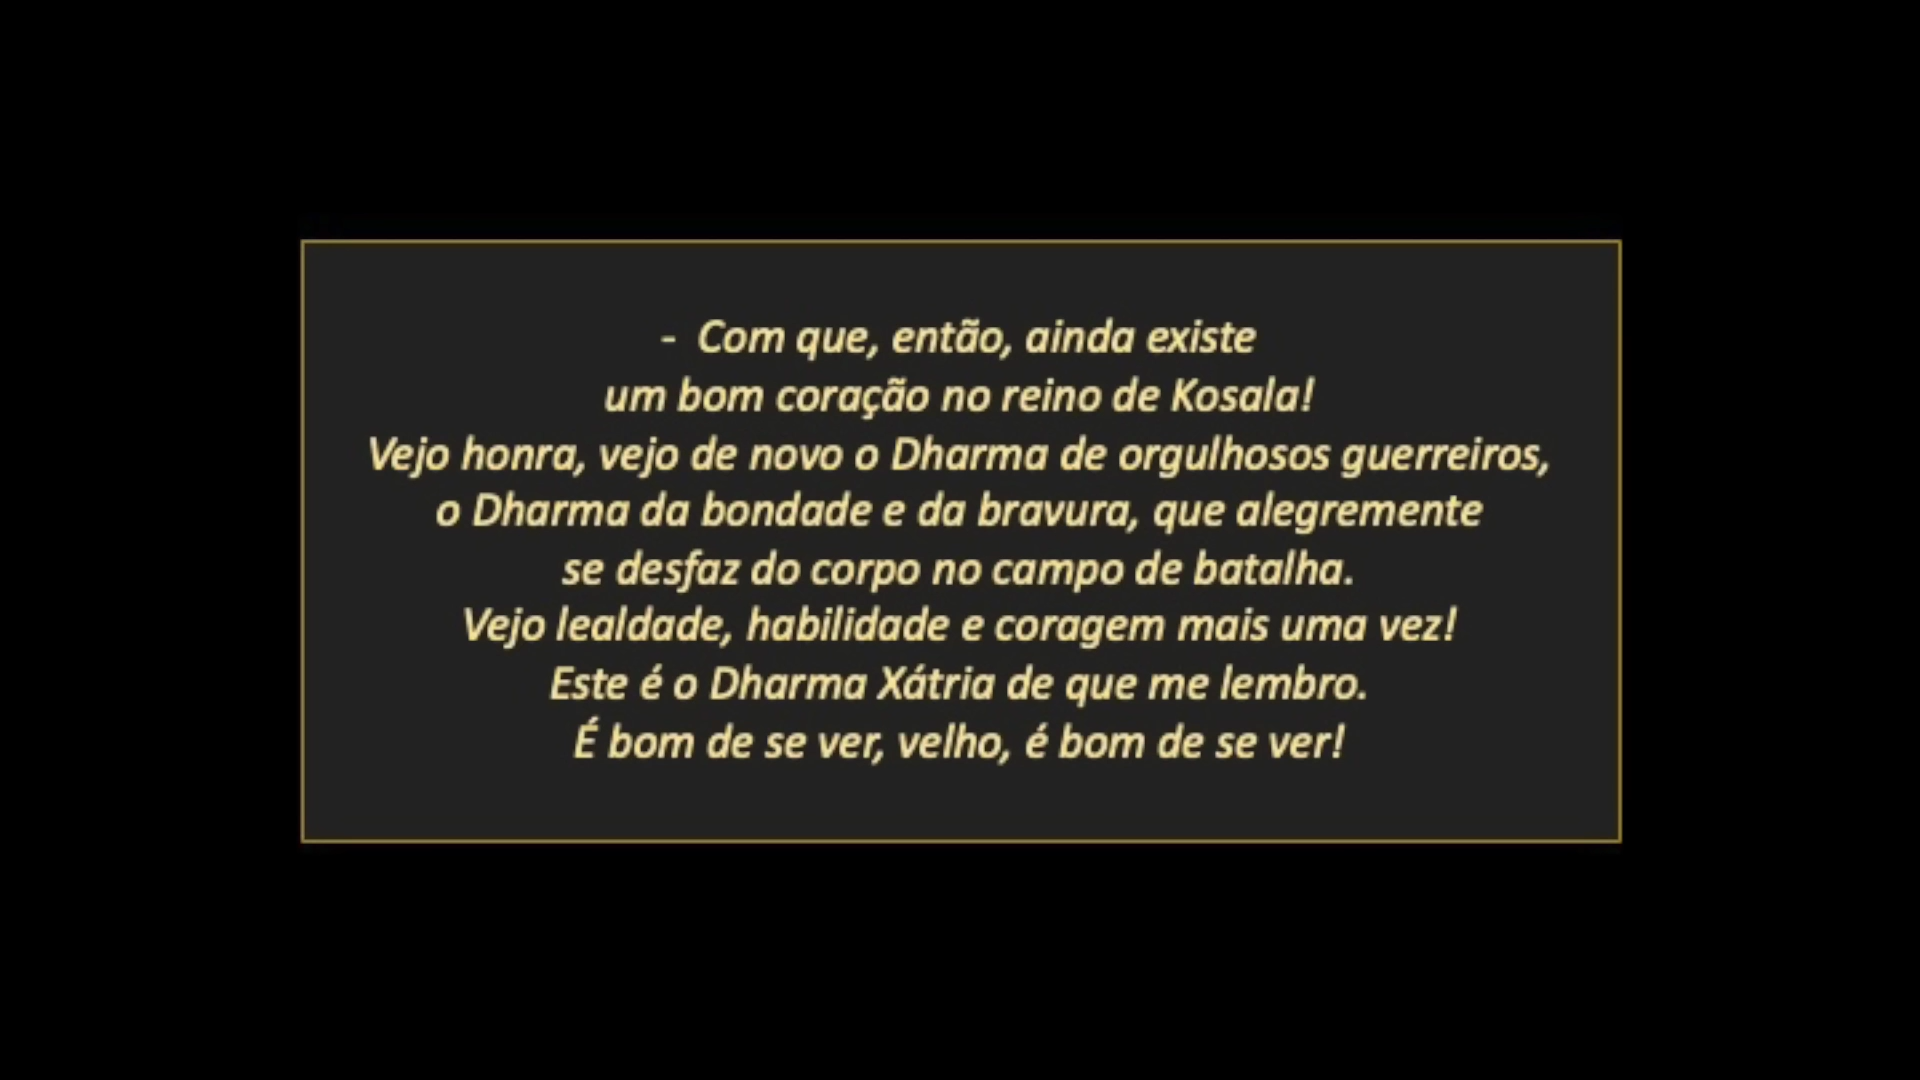 - Com que, então, ainda existe
um bom coração no reino de Kosala!
Vejo honra, vejo de novo o Dharma de orgulhosos guerreiros,
o Dharma da bondade e da bravura, que alegremente
se desfaz do corpo no campo de batalha.
Vejo lealdade, habilidade e coragem mais uma vez!
Este é o Dharma Xátria de que me lembro.
É bom de se ver, velho, é bom de se ver!